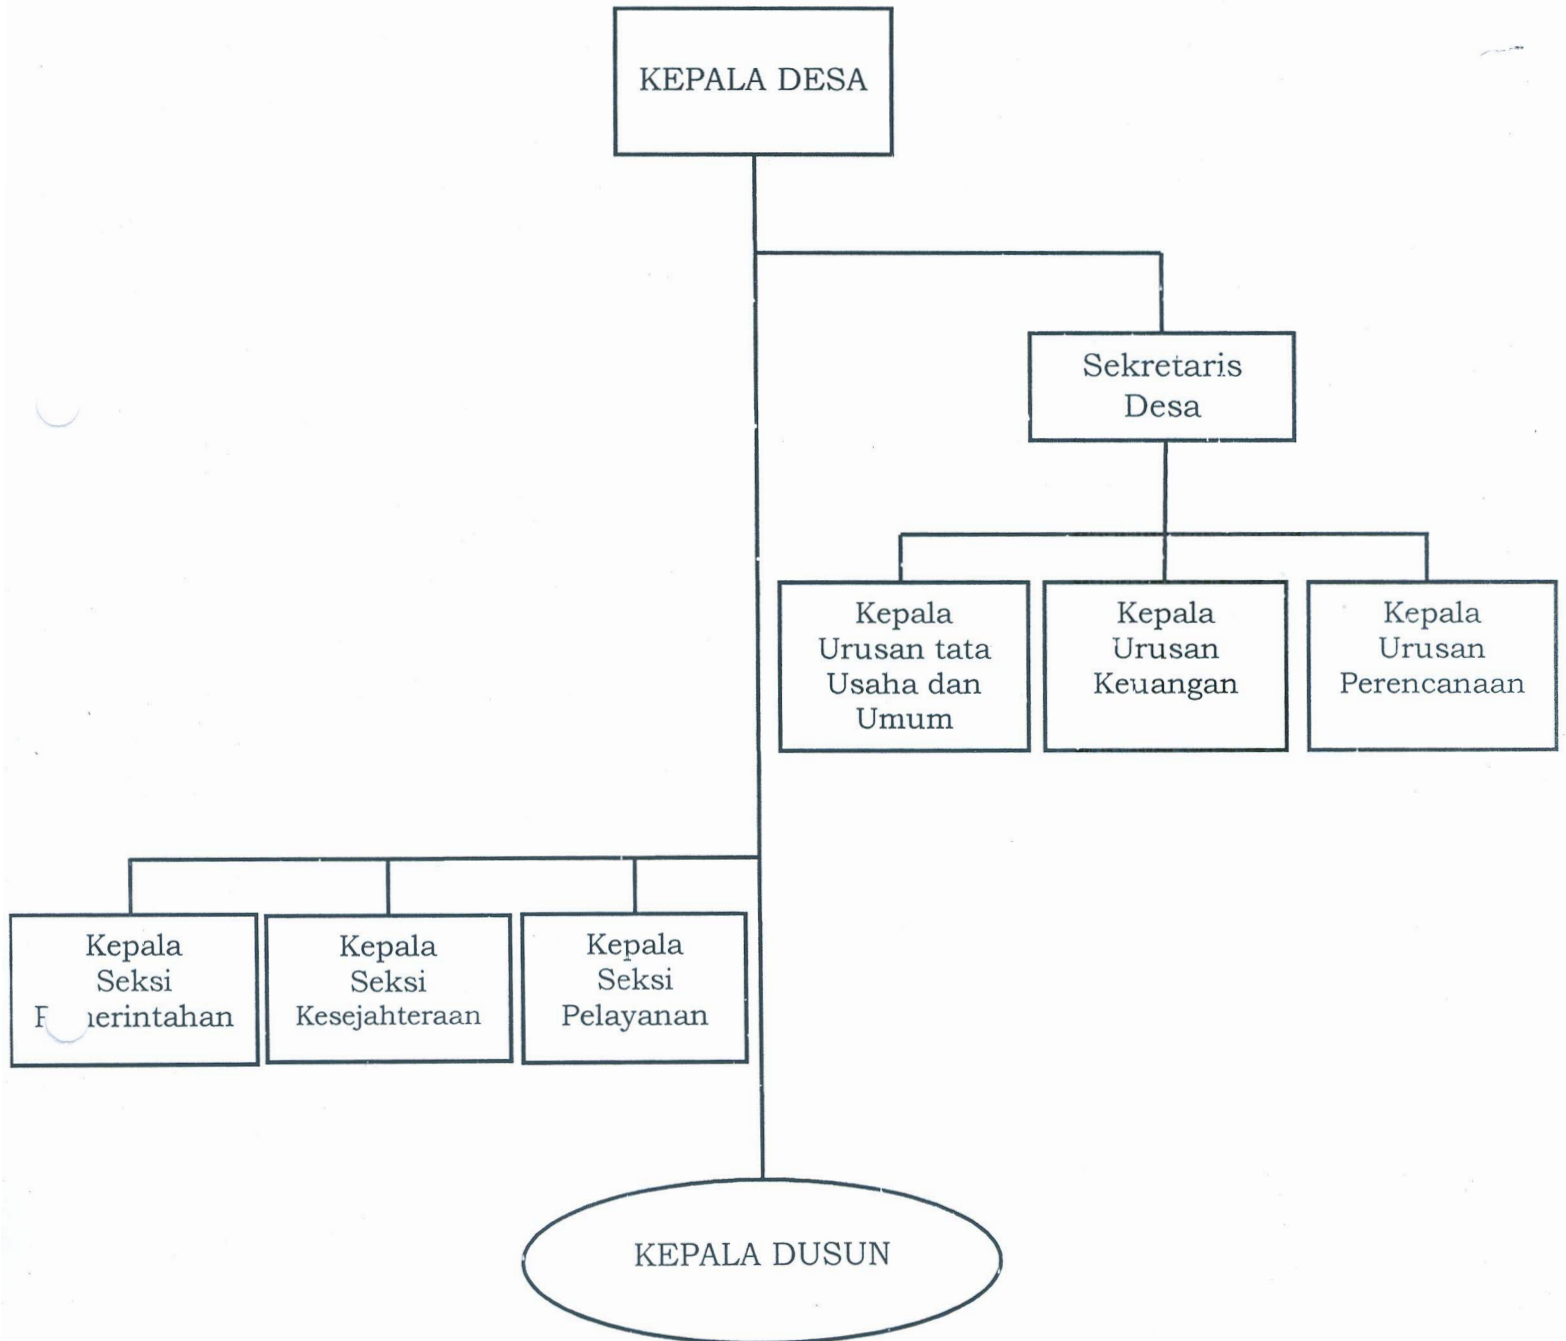 KEPALA DESA
Sekretaris
Desa
Kepala
Urusan tata
Usaha dan
Umum
Kepala
Urusan
Keuangan
Kepala
Urusan
Perencanaan
Kepala
Seksi
Kepala
Seksi
Kesejahteraan
Kepala
Seksi
Pelayanan
KEPALA DUSUN